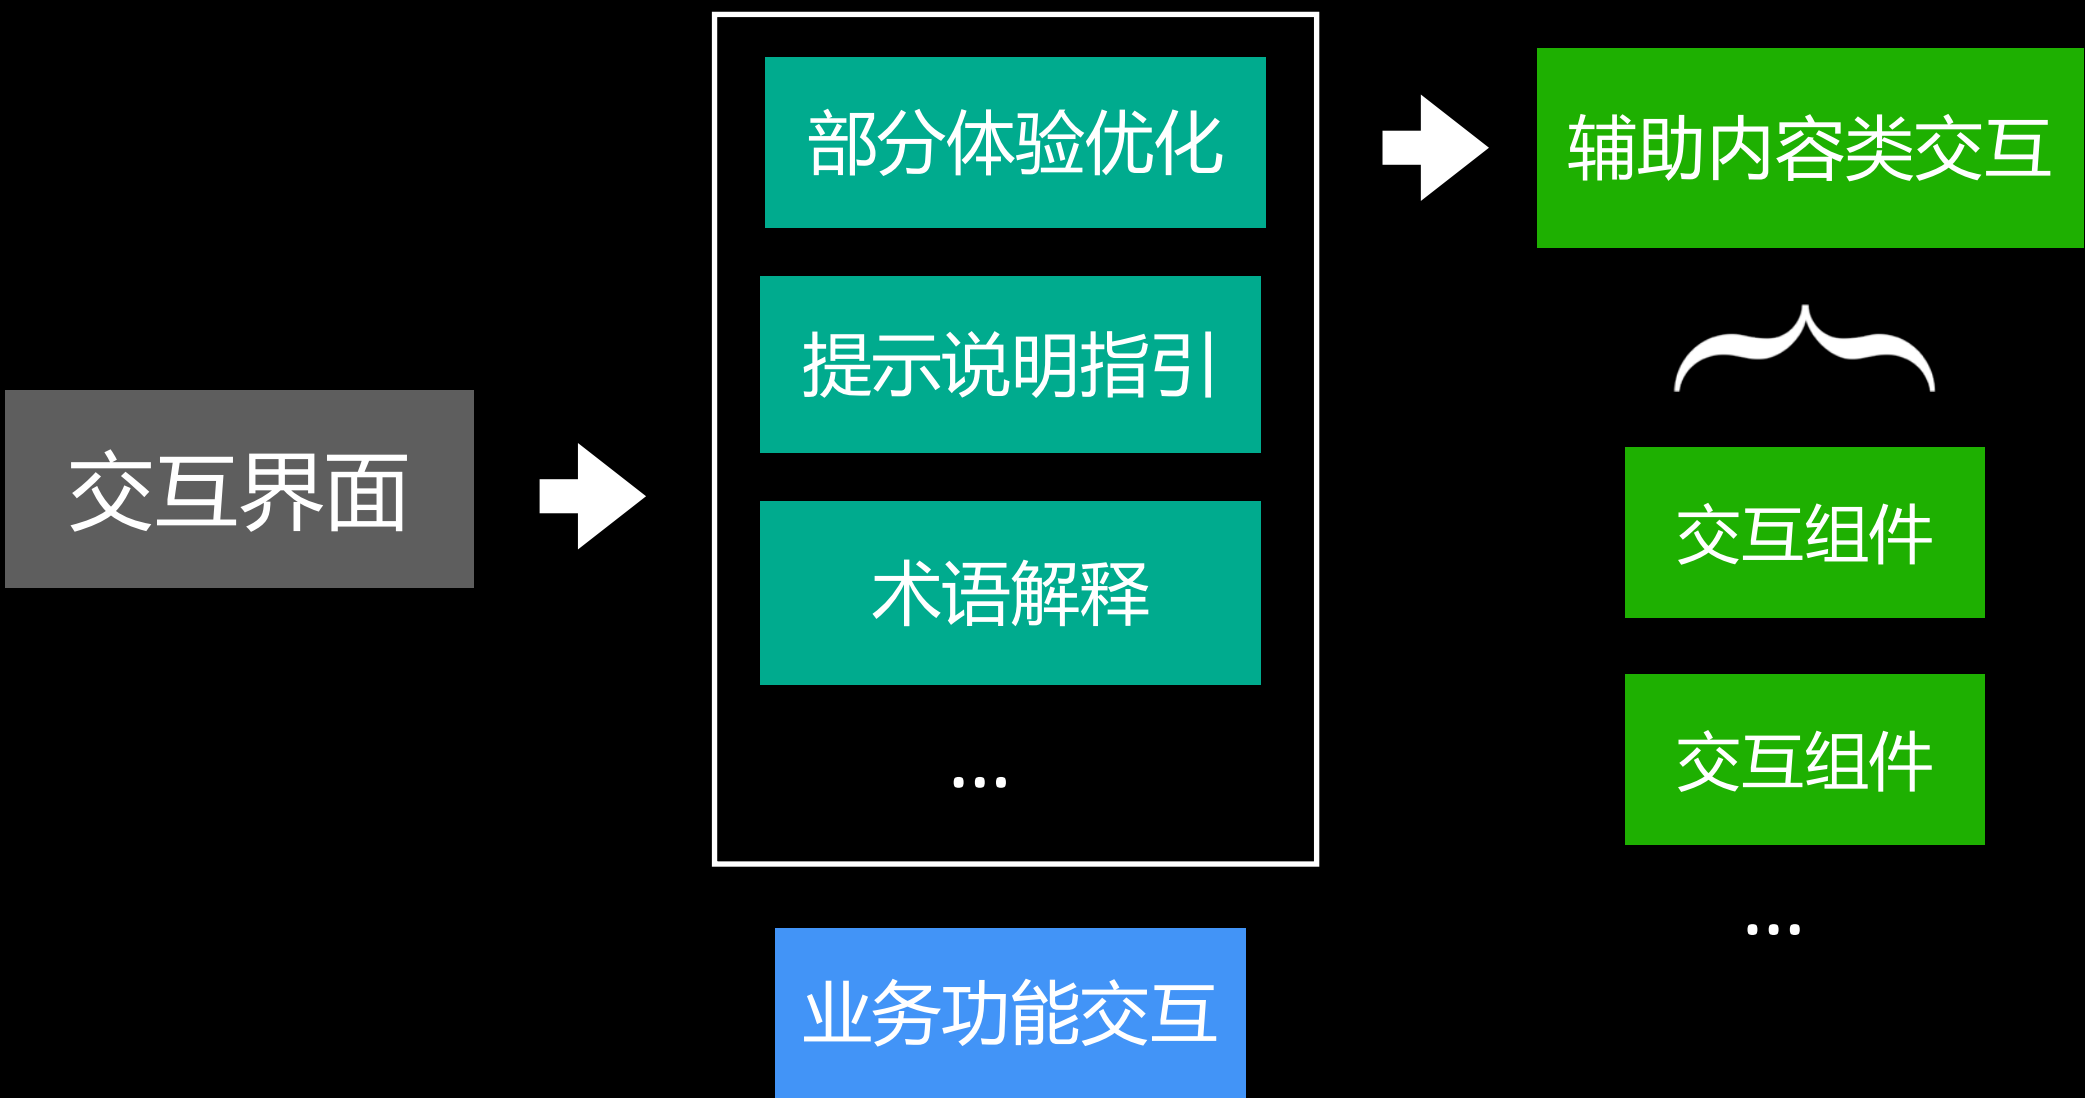 交互界面
部分体验优化
提示说明指引
术语解释
...
业务功能交互
辅助内容类交互
交互组件
交互组件
...